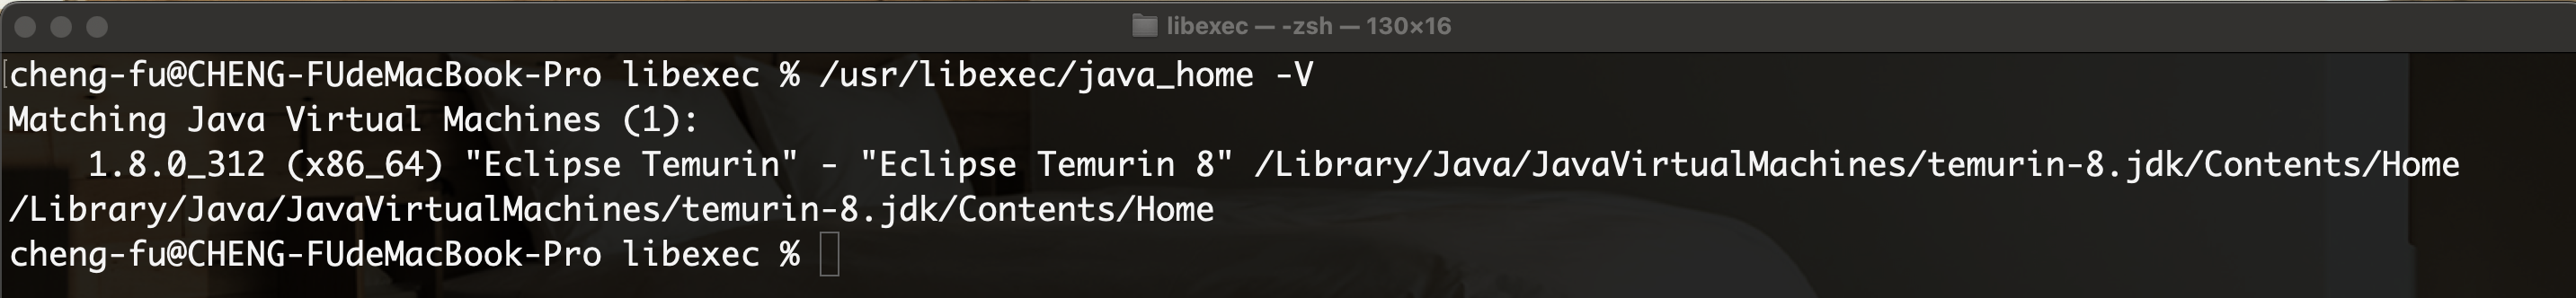 libexec — -zsh — 130×16
cheng-fu@CHENG-FUdeMacBook-Pro libexec % /usr/libexec/java_home -V
Matching Java Virtual Machines (1):
    1.8.0_312 (x86_64) "Eclipse Temurin" - "Eclipse Temurin 8" /Library/Java/JavaVirtualMachines/temurin-8.jdk/Contents/Home
/Library/Java/JavaVirtualMachines/temurin-8.jdk/Contents/Home
cheng-fu@CHENG-FUdeMacBook-Pro libexec %